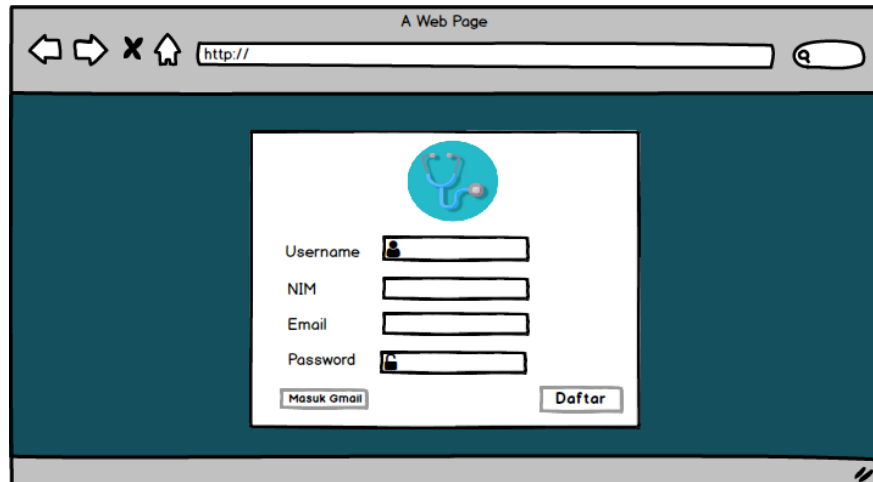 A Web Page
http://
Username
NIM
Email
Password
Masuk Gmail
Daftar